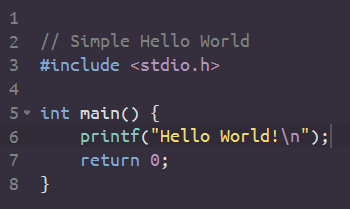 1
2 // Simple Hello World
3 #include <stdio.h>
4
5 int main() {
6     printf("Hello World!\n");
7     return 0;
8 }